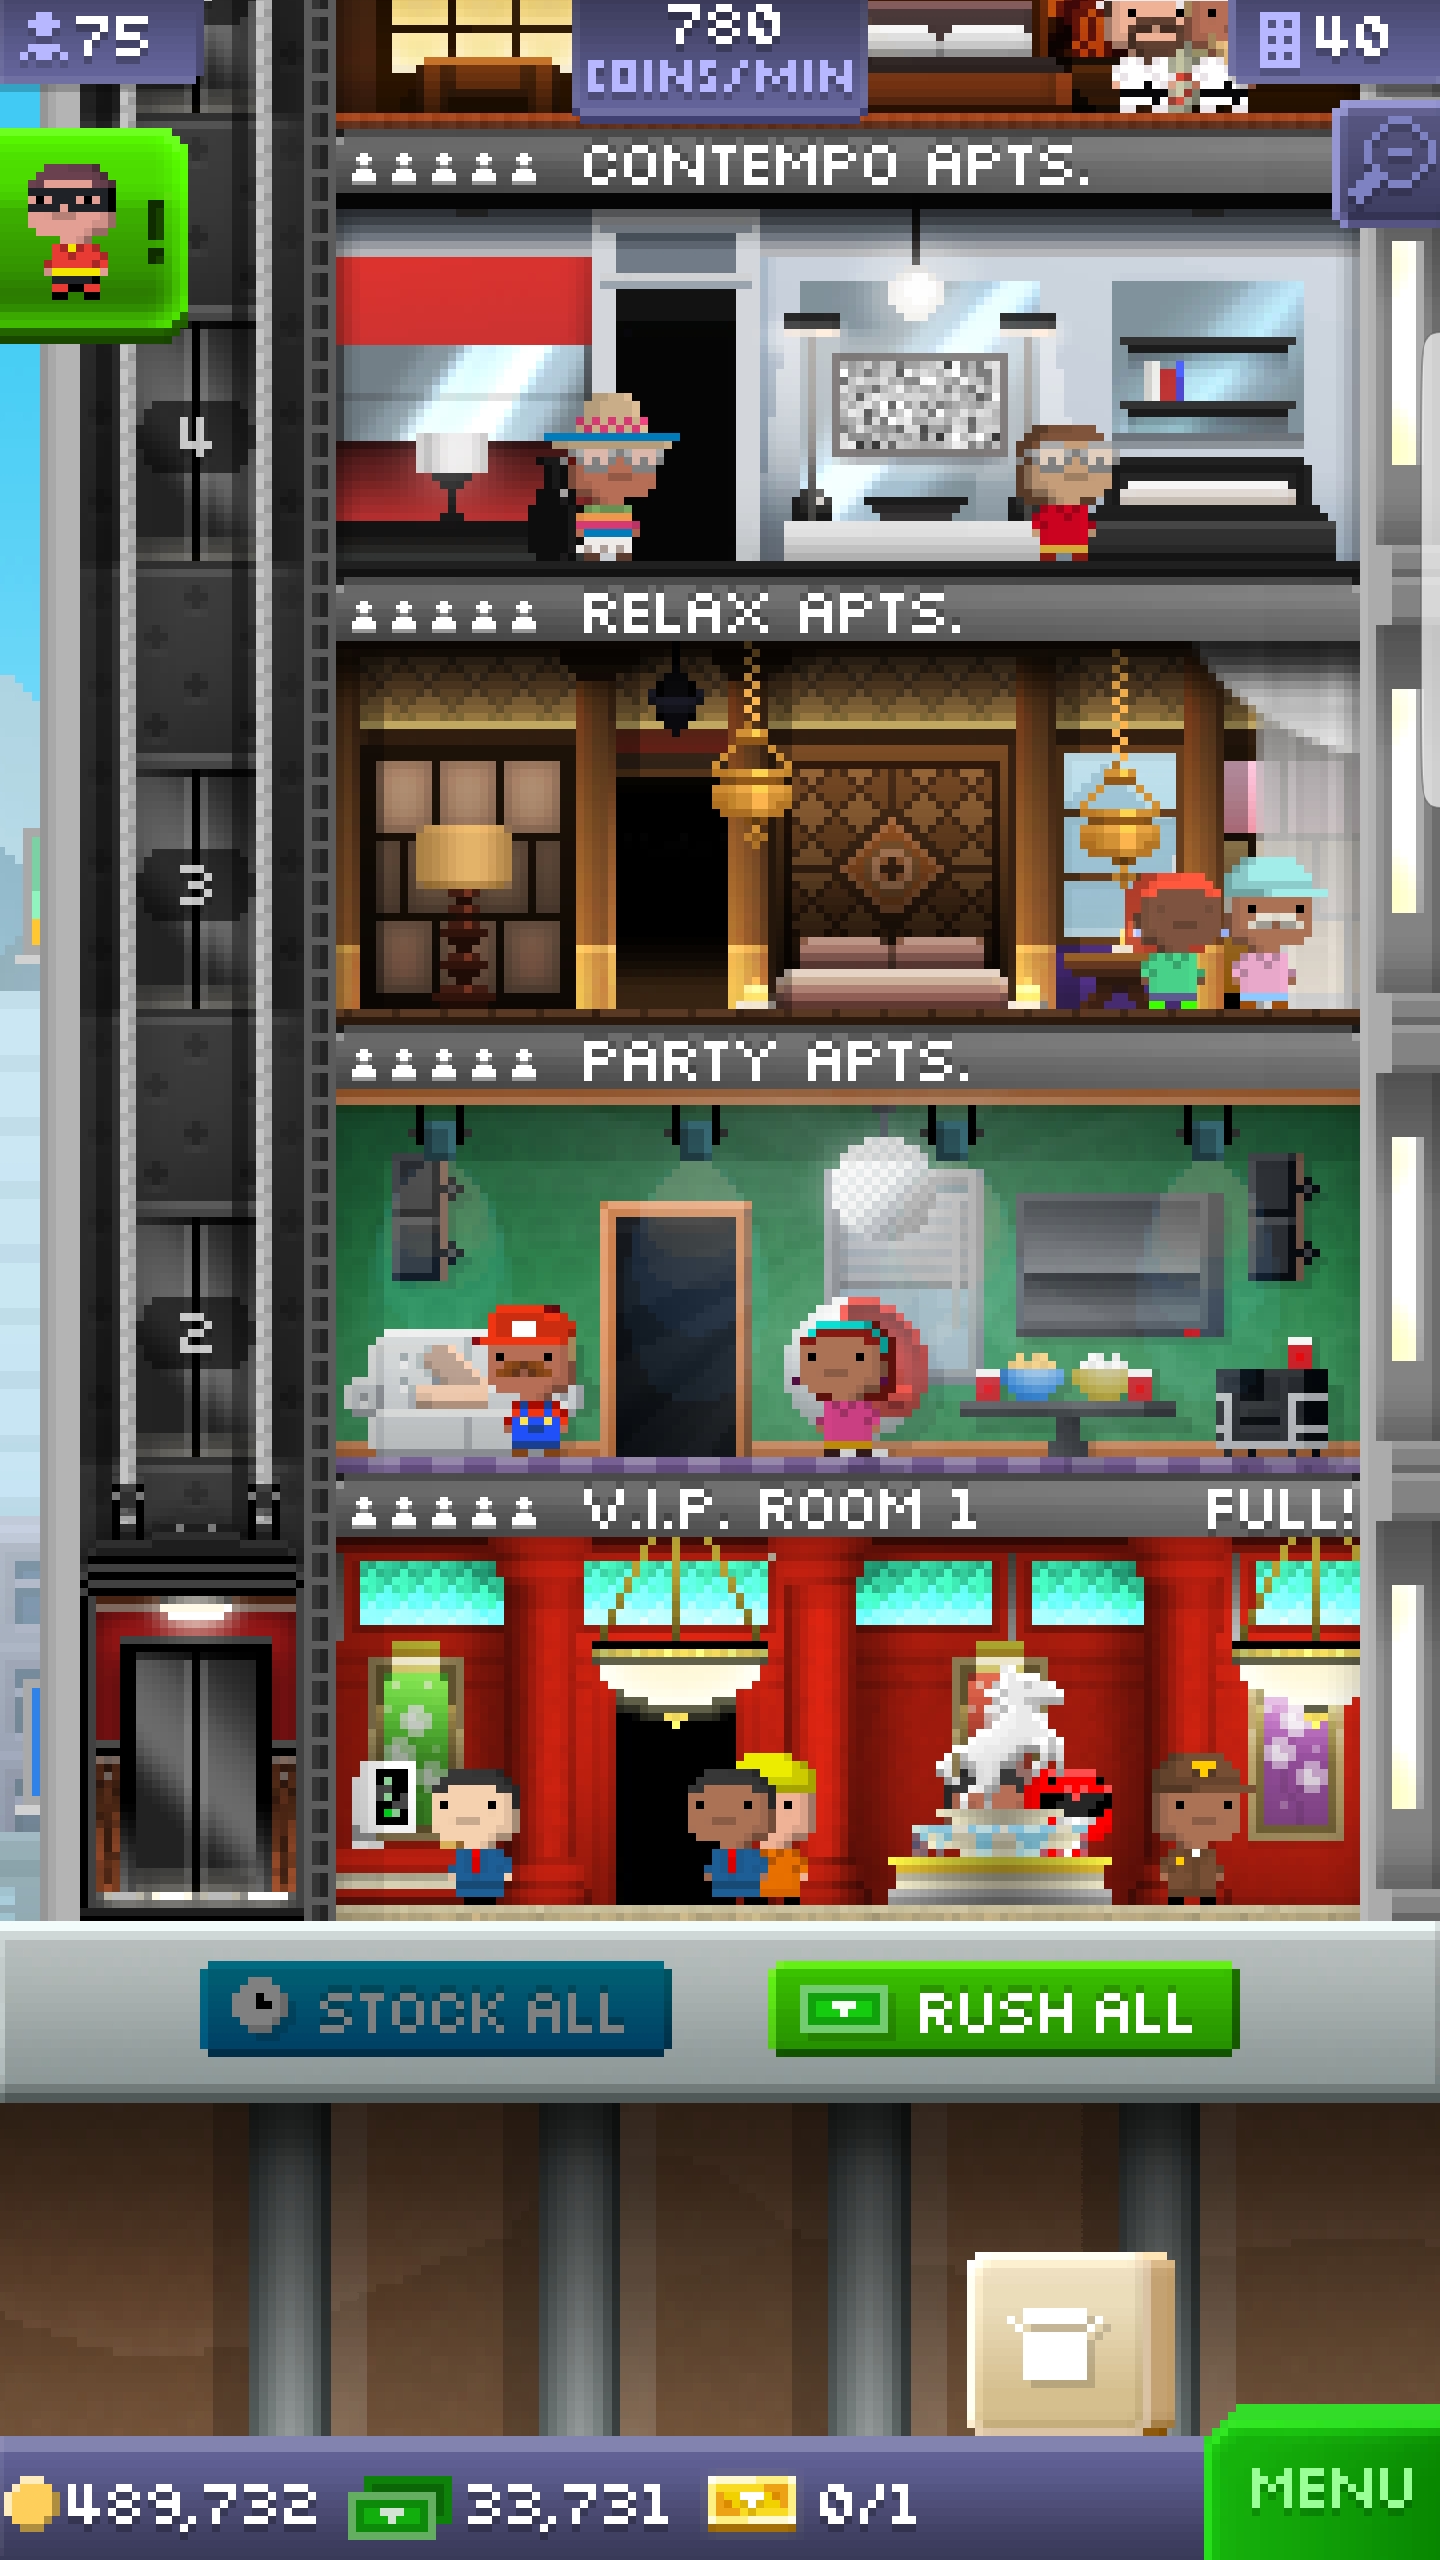 75
780
COINS/MIN
40
CONTEMPO APTS.
!
4
RELAX APTS.
3
PARTY APTS.
2
V.I.P. ROOM 1 FULL!
STOCK ALL
RUSH ALL
489,732
33,731
0/1
MENU